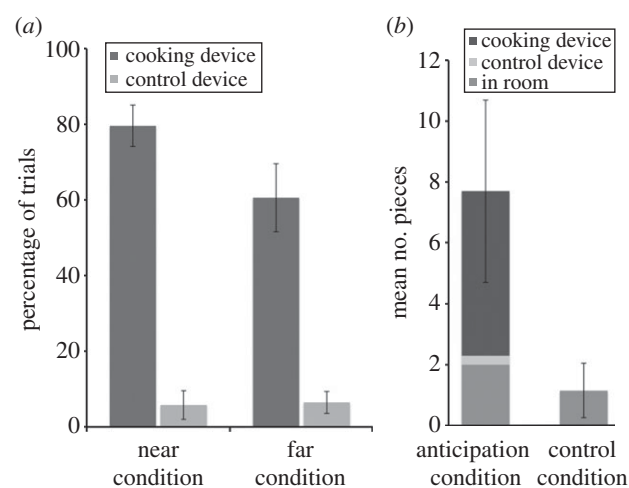 (a)
100
80
60
40
20
0
percentage of trials
cooking device
control device
near
condition
far
condition
(b)
12
10
8
6
4
2
0
mean no. pieces
cooking device
control device
in room
anticipation
condition
control
condition